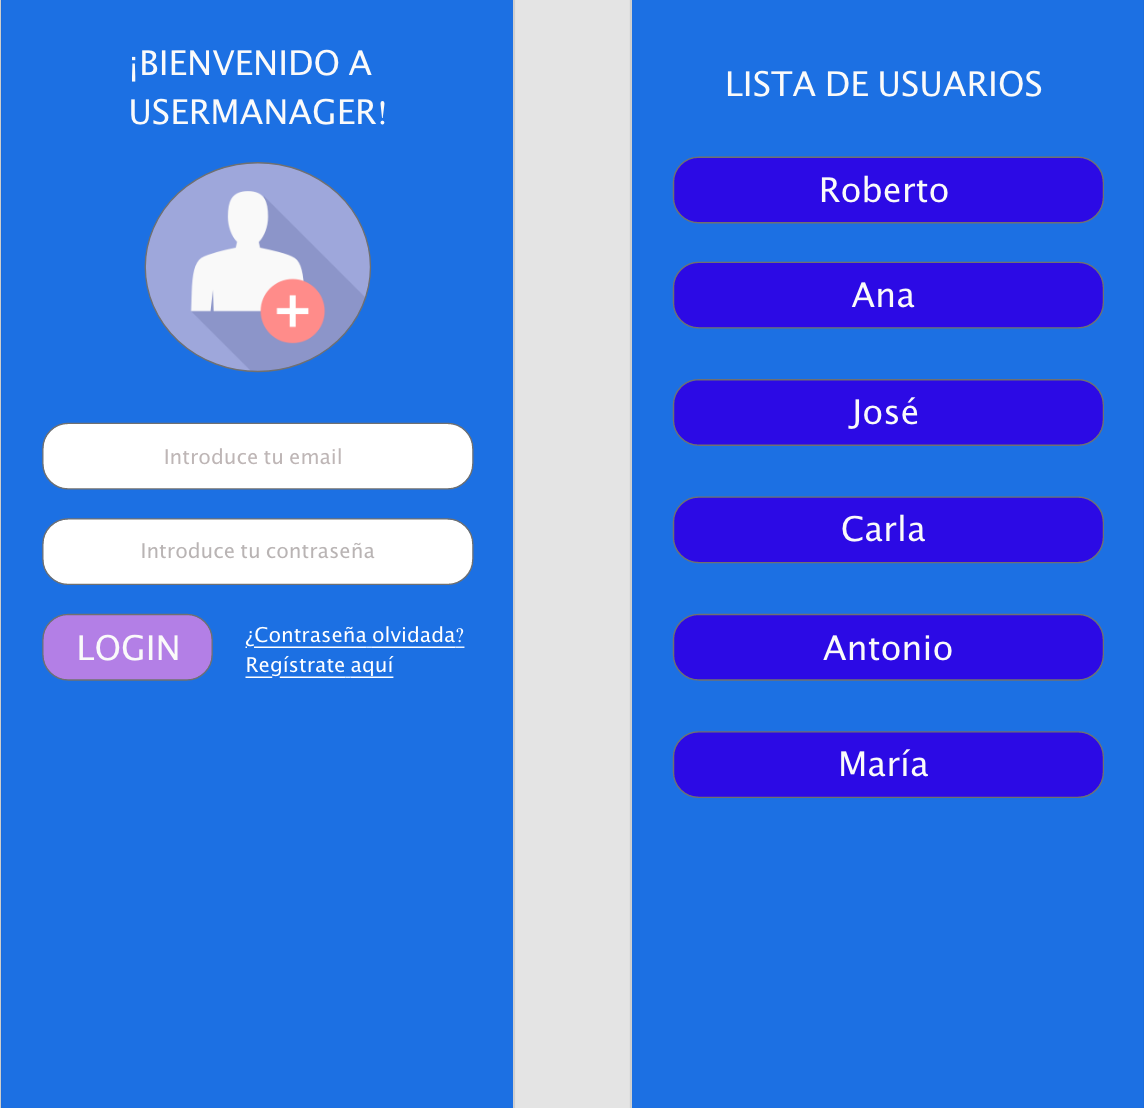 ¡BIENVENIDO A
USERMANAGER!
Introduce tu email
Introduce tu contraseña
LOGIN
¿Contraseña olvidada?
Regístrate aquí
LISTA DE USUARIOS
Roberto
Ana
José
Carla
Antonio
María